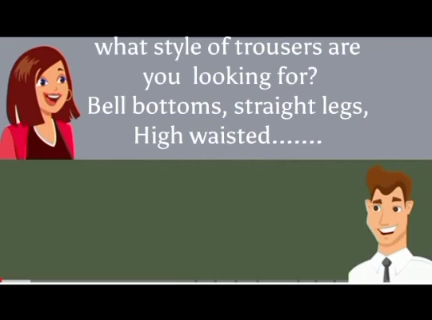 what style of trousers are
you looking for?
Bell bottoms, straight legs,
High waisted.......